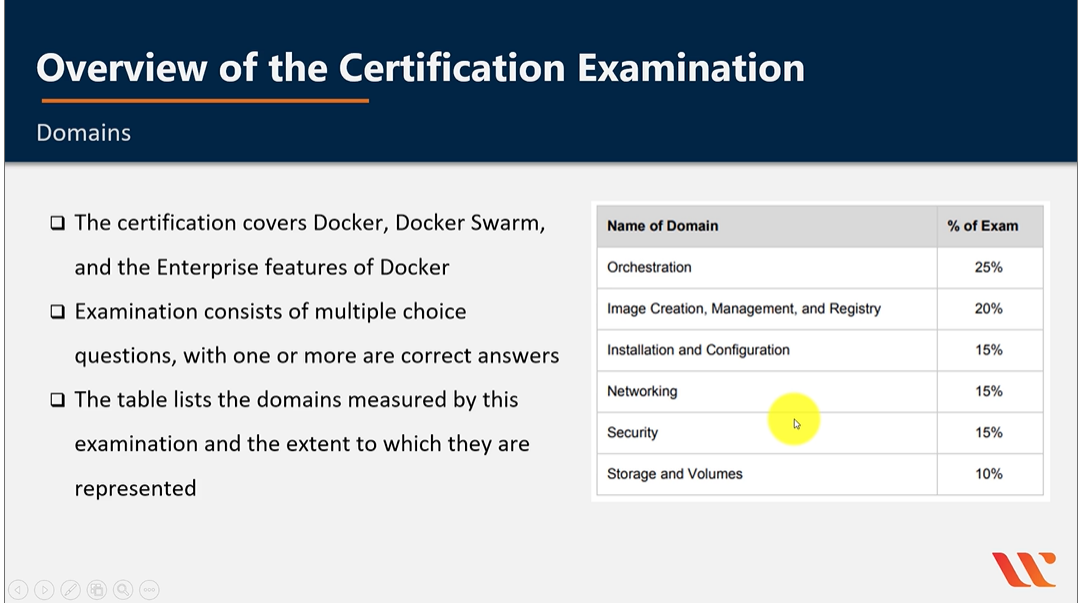 Overview of the Certification Examination
Domains
❑ The certification covers Docker, Docker Swarm,
and the Enterprise features of Docker
❑ Examination consists of multiple choice
questions, with one or more are correct answers
❑ The table lists the domains measured by this
examination and the extent to which they are
represented
Name of Domain % of Exam
Orchestration 25%
Image Creation, Management, and Registry 20%
Installation and Configuration 15%
Networking 15%
Security 15%
Storage and Volumes 10%